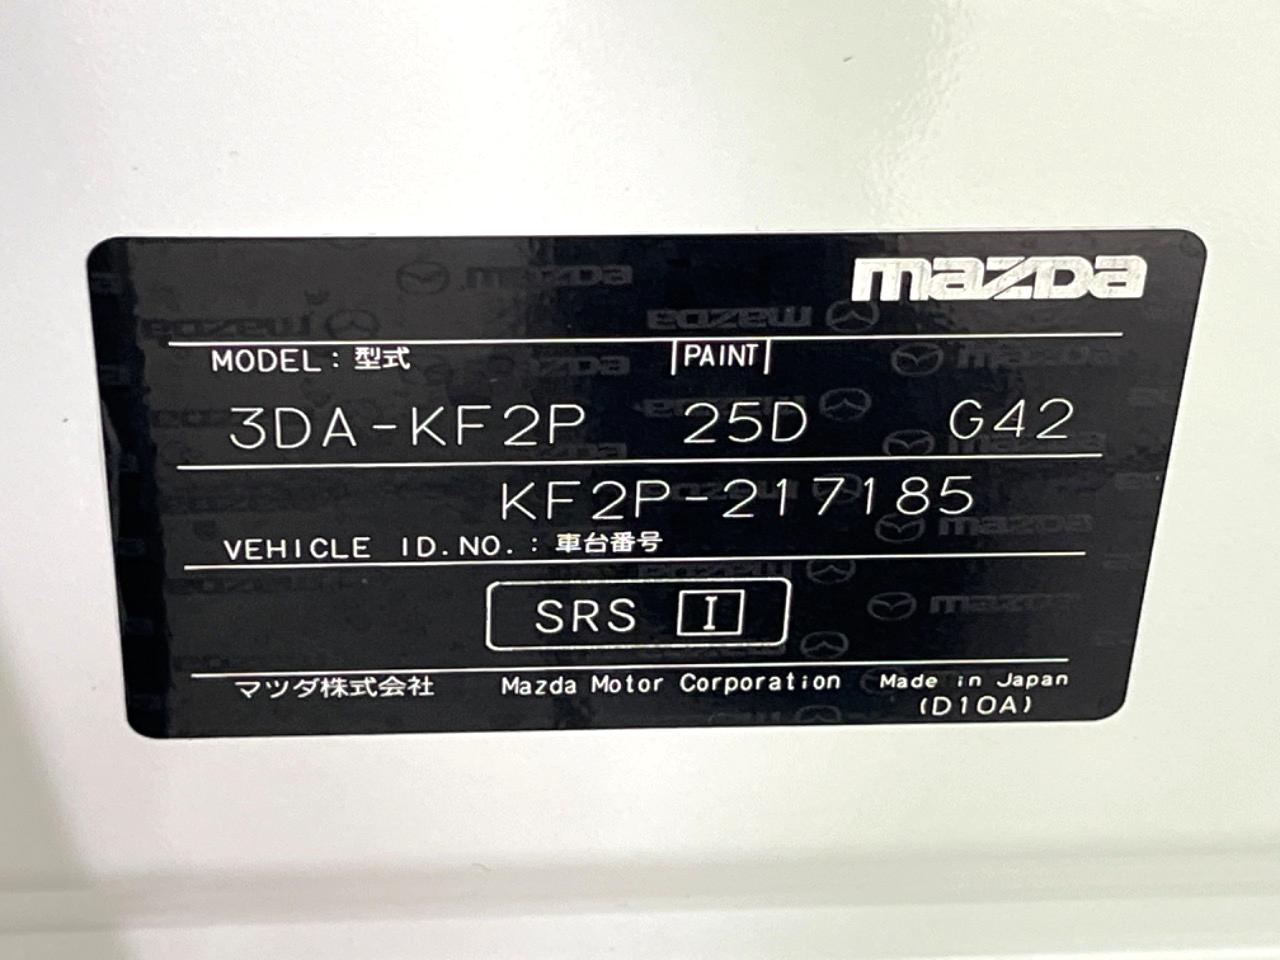 mazda
MODEL : 型式 PAINT
3DA-KF2P 25D G42
KF2P-217185
VEHICLE ID.NO. : 車台番号
SRS I
マツダ株式会社 Mazda Motor Corporation Made in Japan
(D10A)